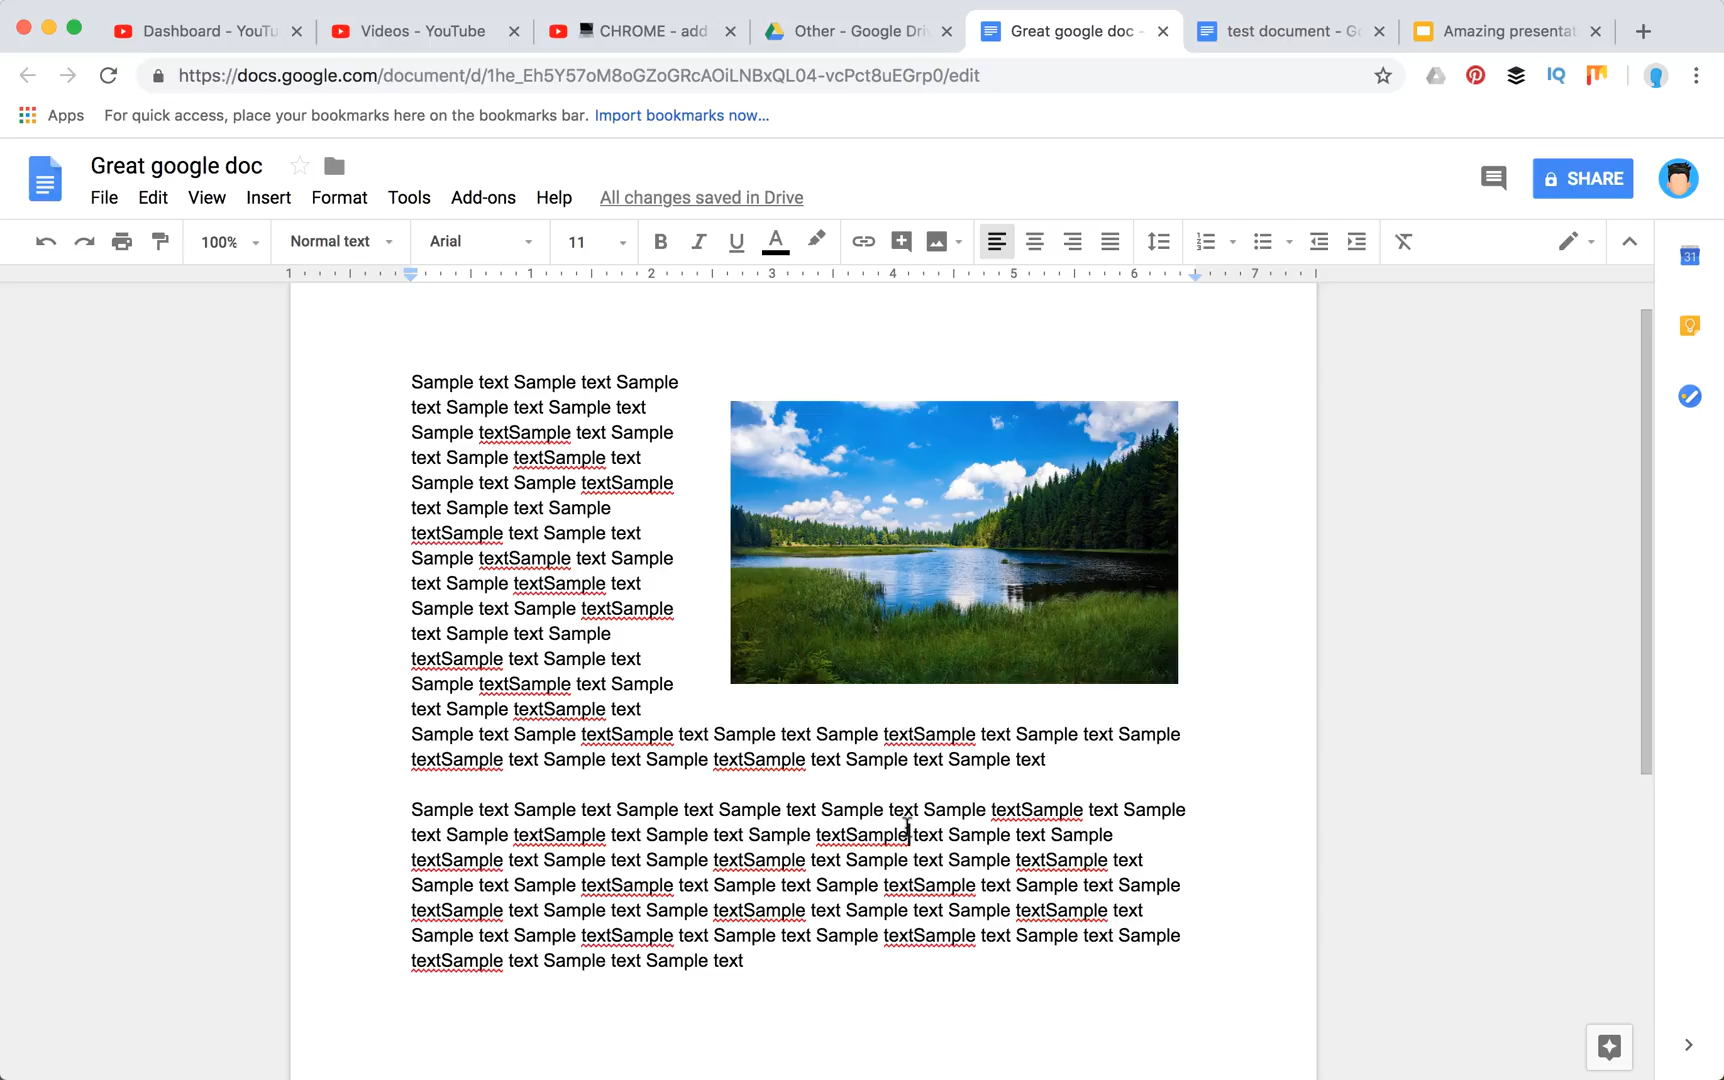 Dashboard - YouTu
Videos - YouTube
CHROME - add
Other - Google Dri
Great google doc -
test document - Go
Amazing presentat
https://docs.google.com/document/d/1he_Eh5Y57oM8oGZoGRcAOiLNBxQL04-vcPct8uEGrp0/edit
IQ
Apps
For quick access, place your bookmarks here on the bookmarks bar. Import bookmarks now...
Great google doc
SHARE
File Edit View Insert Format Tools Add-ons Help All changes saved in Drive
100% Normal text Arial 11 B I U A
1 1 2 3 4 5 6 7
31
Sample text Sample text Sample
text Sample text Sample text
Sample textSample text Sample
text Sample textSample text
Sample text Sample textSample
text Sample text Sample
textSample text Sample text
Sample textSample text Sample
text Sample textSample text
Sample text Sample textSample
text Sample text Sample
textSample text Sample text
Sample textSample text Sample
text Sample textSample text
Sample text Sample textSample text Sample text Sample textSample text Sample text Sample
textSample text Sample text Sample textSample text Sample text Sample text
Sample text Sample text Sample text Sample text Sample text Sample textSample text Sample
text Sample textSample text Sample text Sample textSample text Sample text Sample
textSample text Sample text Sample textSample text Sample text Sample textSample text
Sample text Sample textSample text Sample text Sample textSample text Sample text Sample
textSample text Sample text Sample textSample text Sample text Sample textSample text
Sample text Sample textSample text Sample text Sample textSample text Sample text Sample
textSample text Sample text Sample text